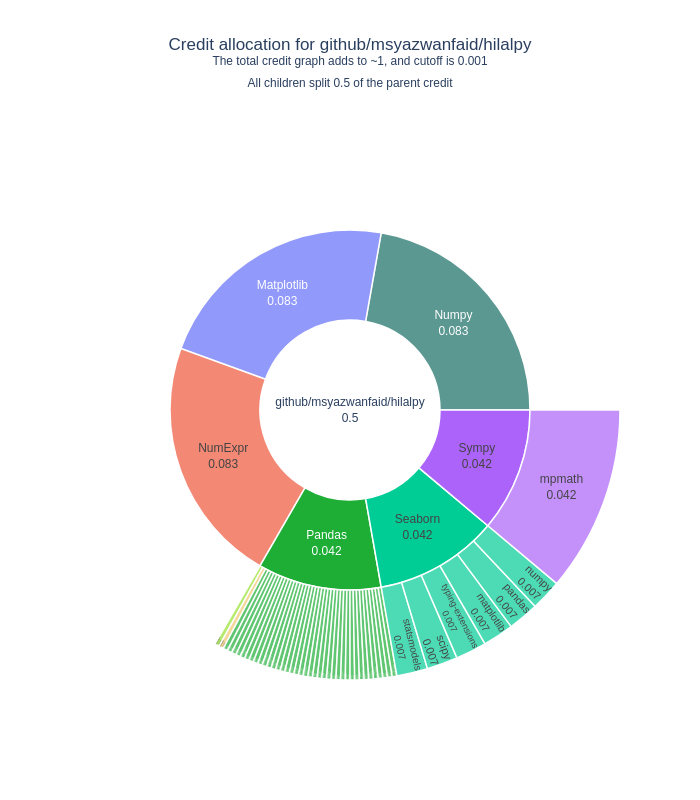 Credit allocation for github/msyazwanfaid/hilalpy
The total credit graph adds to ~1, and cutoff is 0.001
All children split 0.5 of the parent credit
Matplotlib
0.083
Numpy
0.083
github/msyazwanfaid/hilalpy
0.5
NumExpr
0.083
Sympy
0.042
mpmath
0.042
Pandas
0.042
Seaborn
0.042
numpy
0.007
pandas
0.007
matplotlib
0.007
typing-extensions
0.007
scipy
0.007
statsmodels
0.007